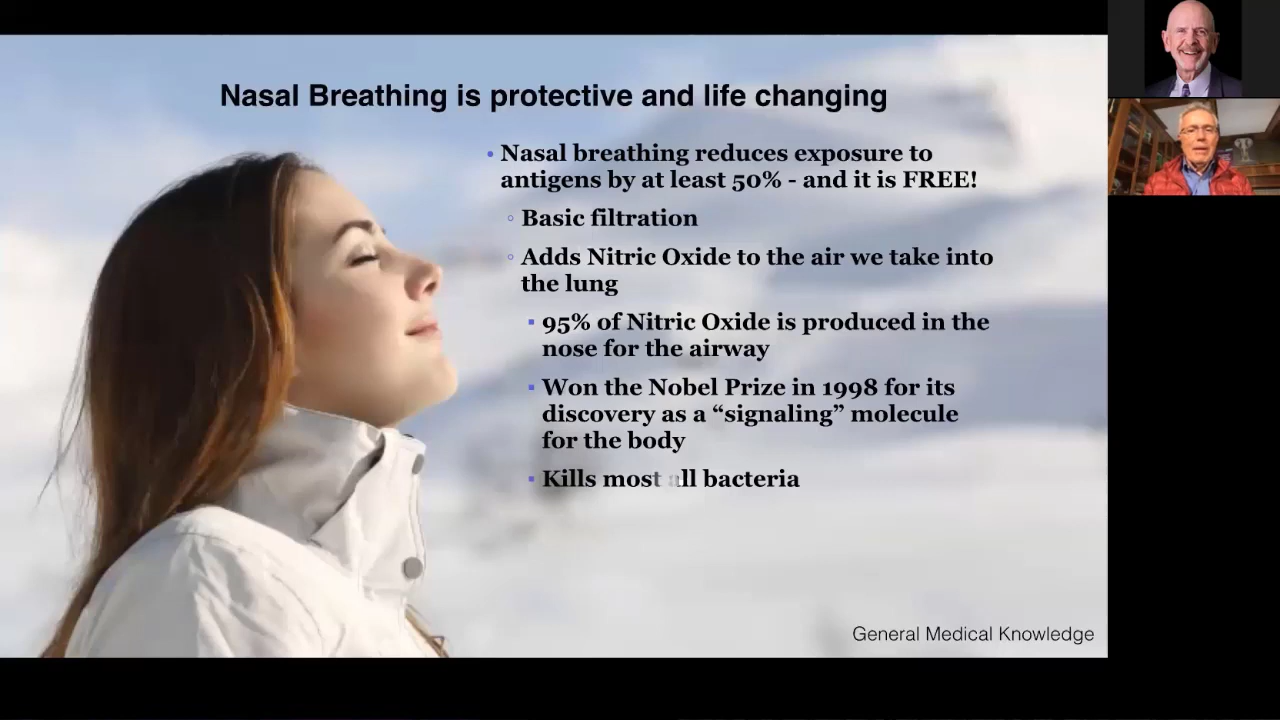 Nasal Breathing is protective and life changing
• Nasal breathing reduces exposure to
antigens by at least 50% - and it is FREE!
◦ Basic filtration
◦ Adds Nitric Oxide to the air we take into
the lung
▪ 95% of Nitric Oxide is produced in the
nose for the airway
▪ Won the Nobel Prize in 1998 for its
discovery as a “signaling” molecule
for the body
▪ Kills most all bacteria
General Medical Knowledge